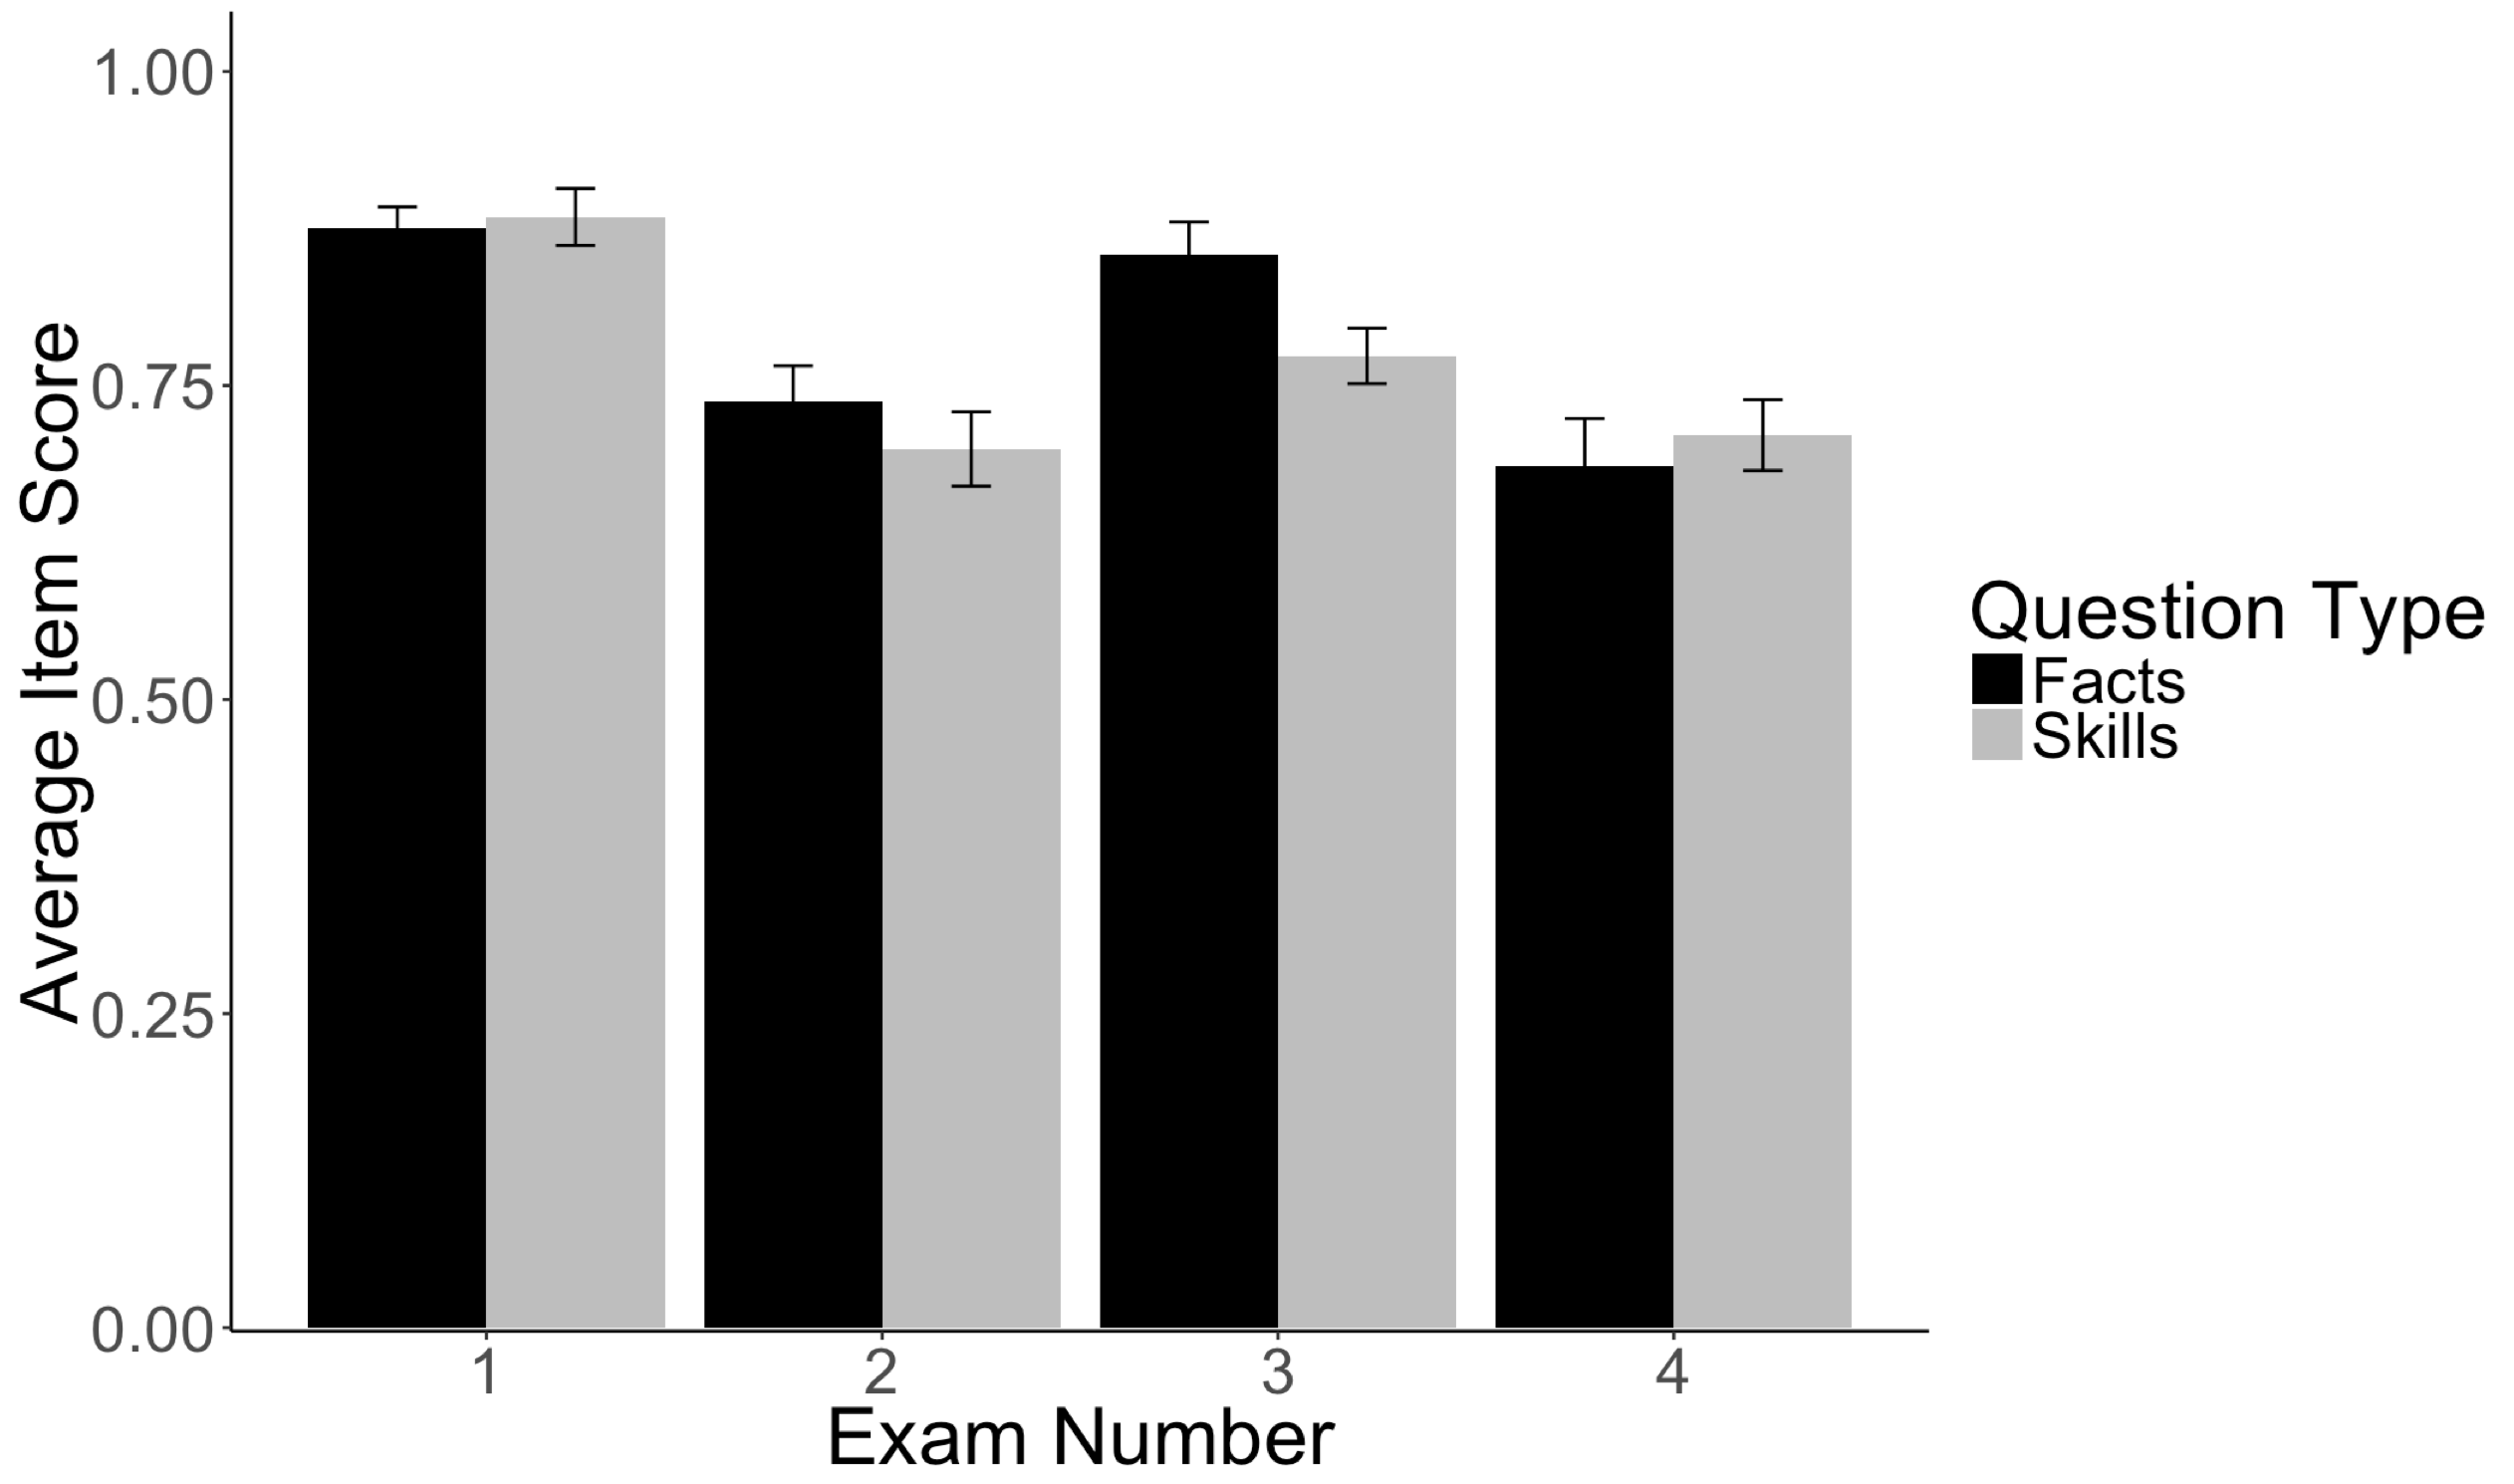 1.00
0.75
0.50
0.25
0.00
Average Item Score
1
2
3
4
Exam Number
Question Type
Facts
Skills